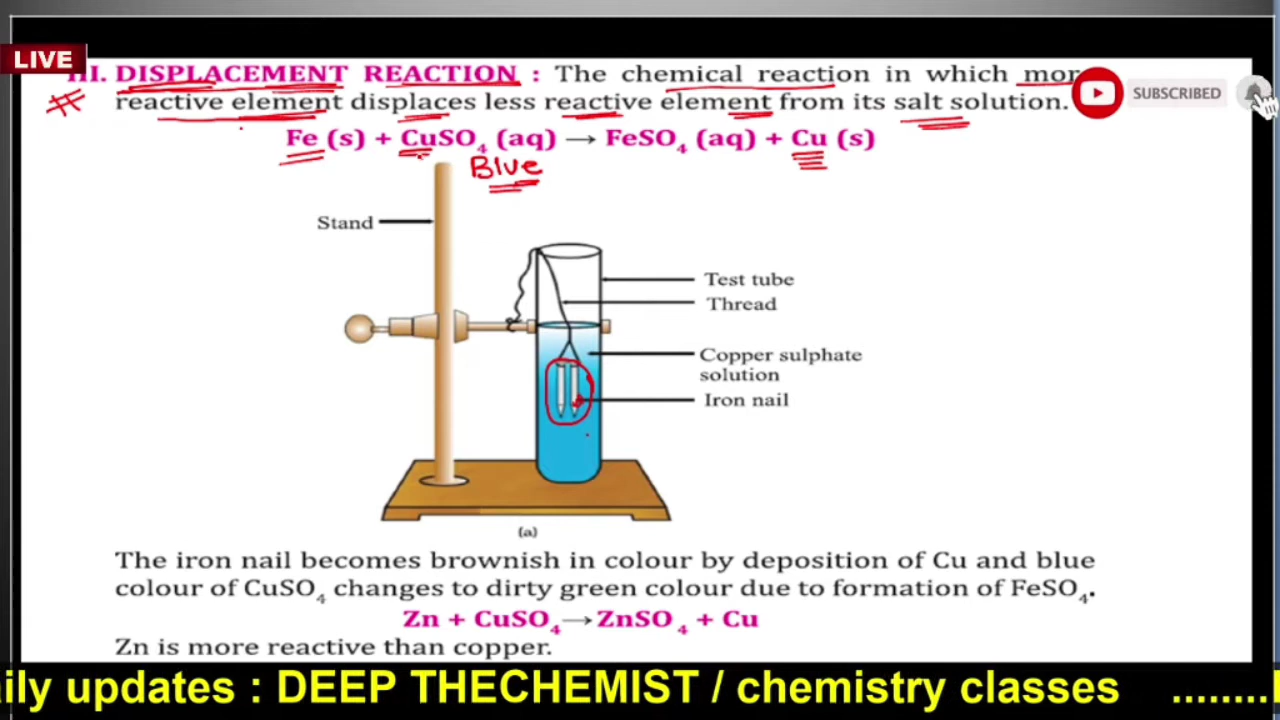 LIVE
III. DISPLACEMENT REACTION : The chemical reaction in which more
SUBSCRIBED
reactive element displaces less reactive element from its salt solution.
Fe (s) + CuSO₄ (aq) → FeSO₄ (aq) + Cu (s)
Blue
Stand
Test tube
Thread
Copper sulphate
solution
Iron nail
(a)
The iron nail becomes brownish in colour by deposition of Cu and blue
colour of CuSO₄ changes to dirty green colour due to formation of FeSO₄.
Zn + CuSO₄ → ZnSO₄ + Cu
Zn is more reactive than copper.
ily updates : DEEP THECHEMIST / chemistry classes ........